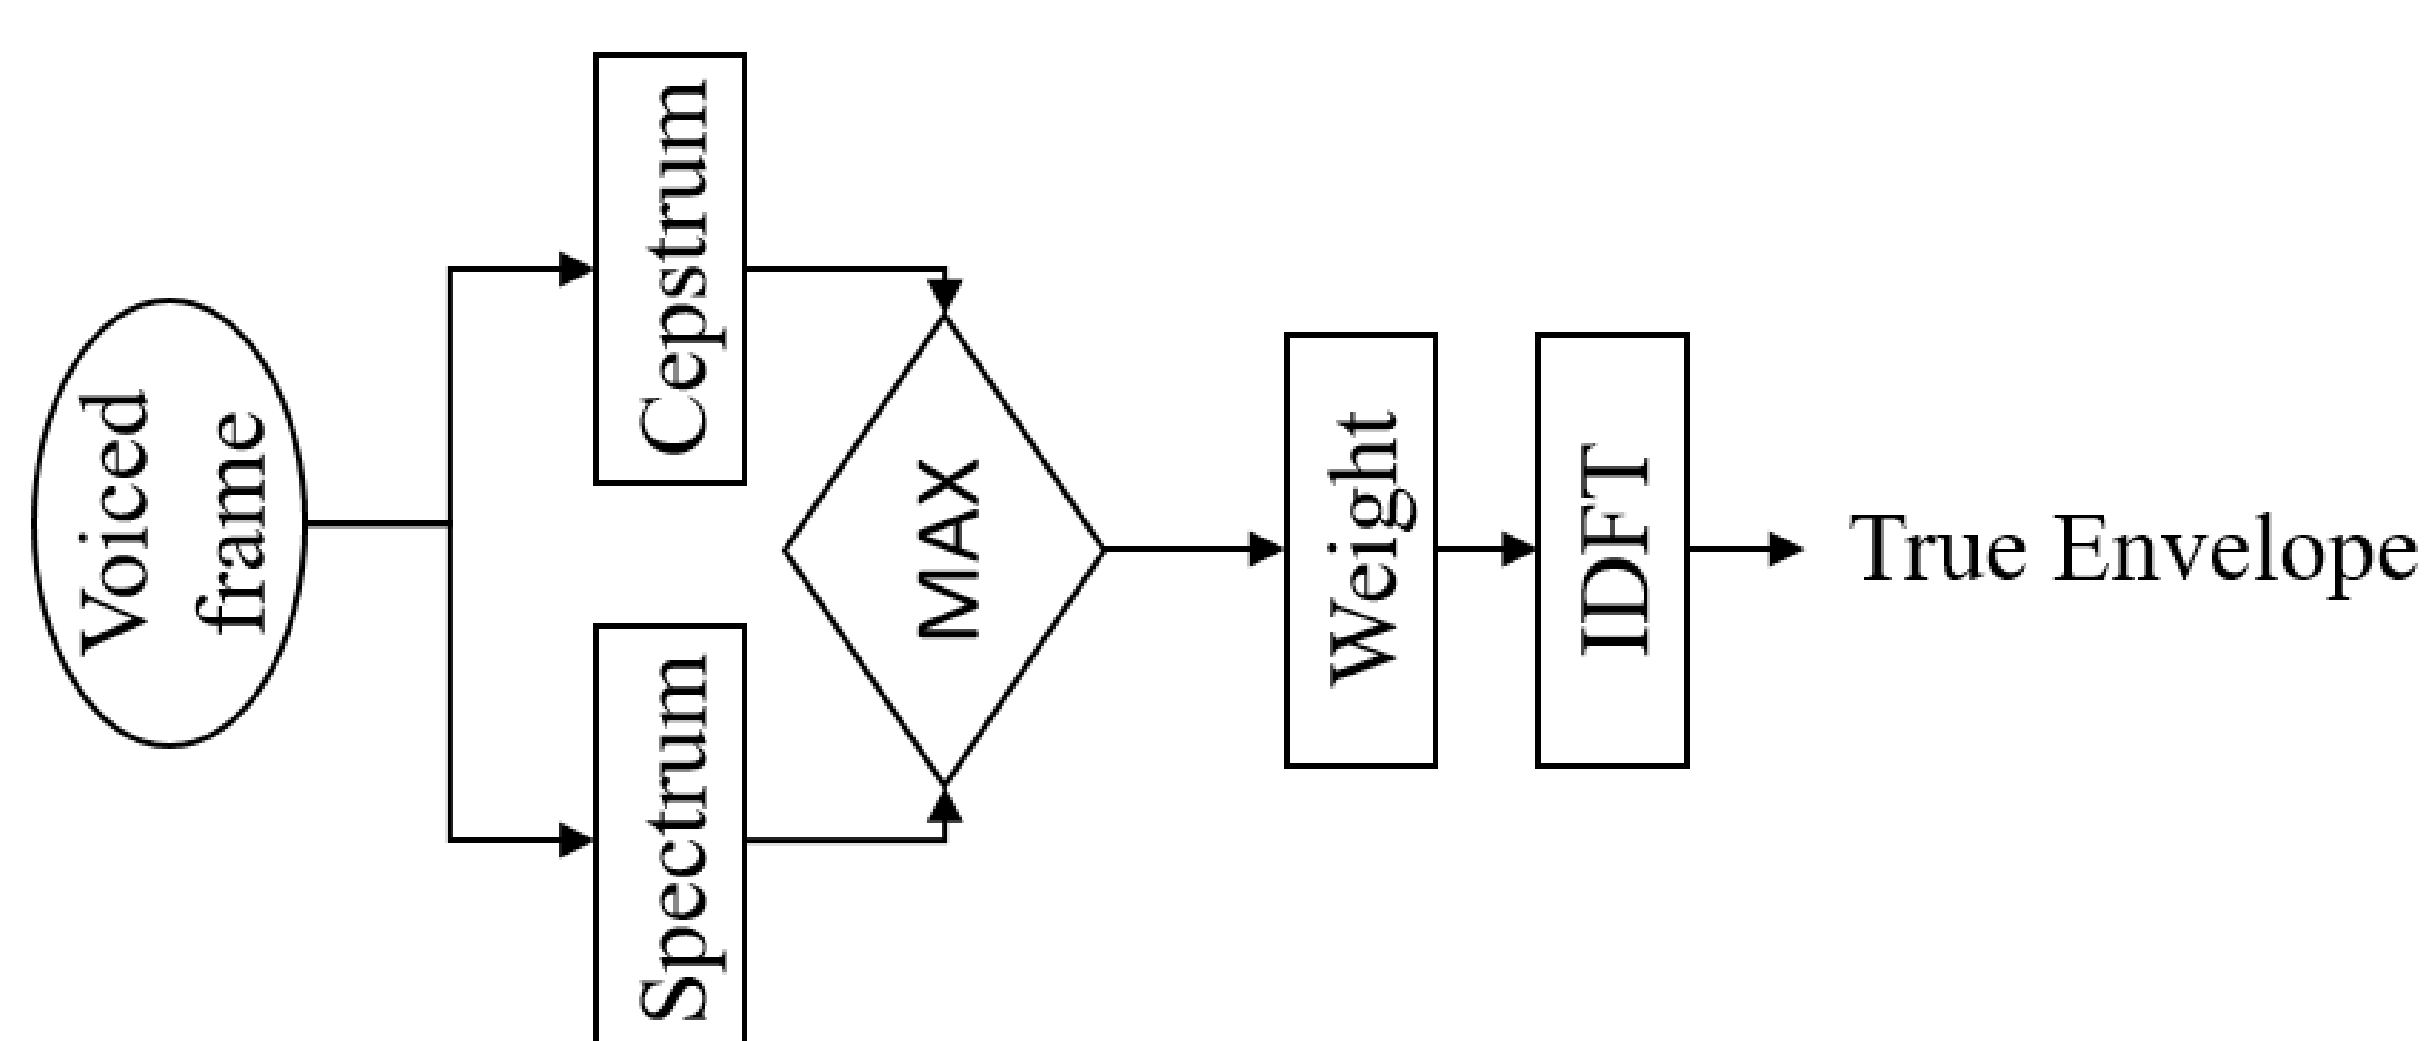 Voiced
frame
Cepstrum
Spectrum
MAX
Weight
IDFT
True Envelope